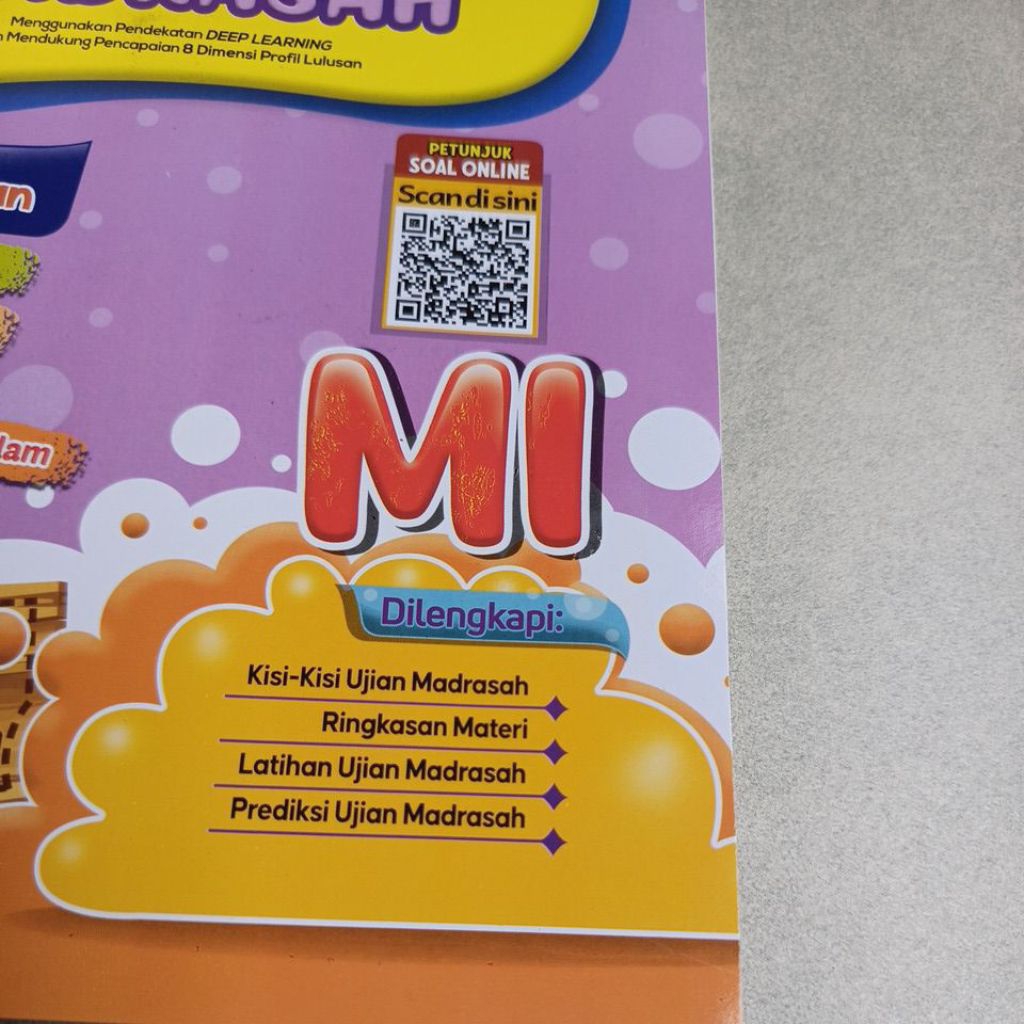 Menggunakan Pendekatan DEEP LEARNING
Mendukung Pencapaian 8 Dimensi Profil Lulusan
PETUNJUK
SOAL ONLINE
Scan di sini
MI
Dilengkapi:
Kisi-Kisi Ujian Madrasah
Ringkasan Materi
Latihan Ujian Madrasah
Prediksi Ujian Madrasah